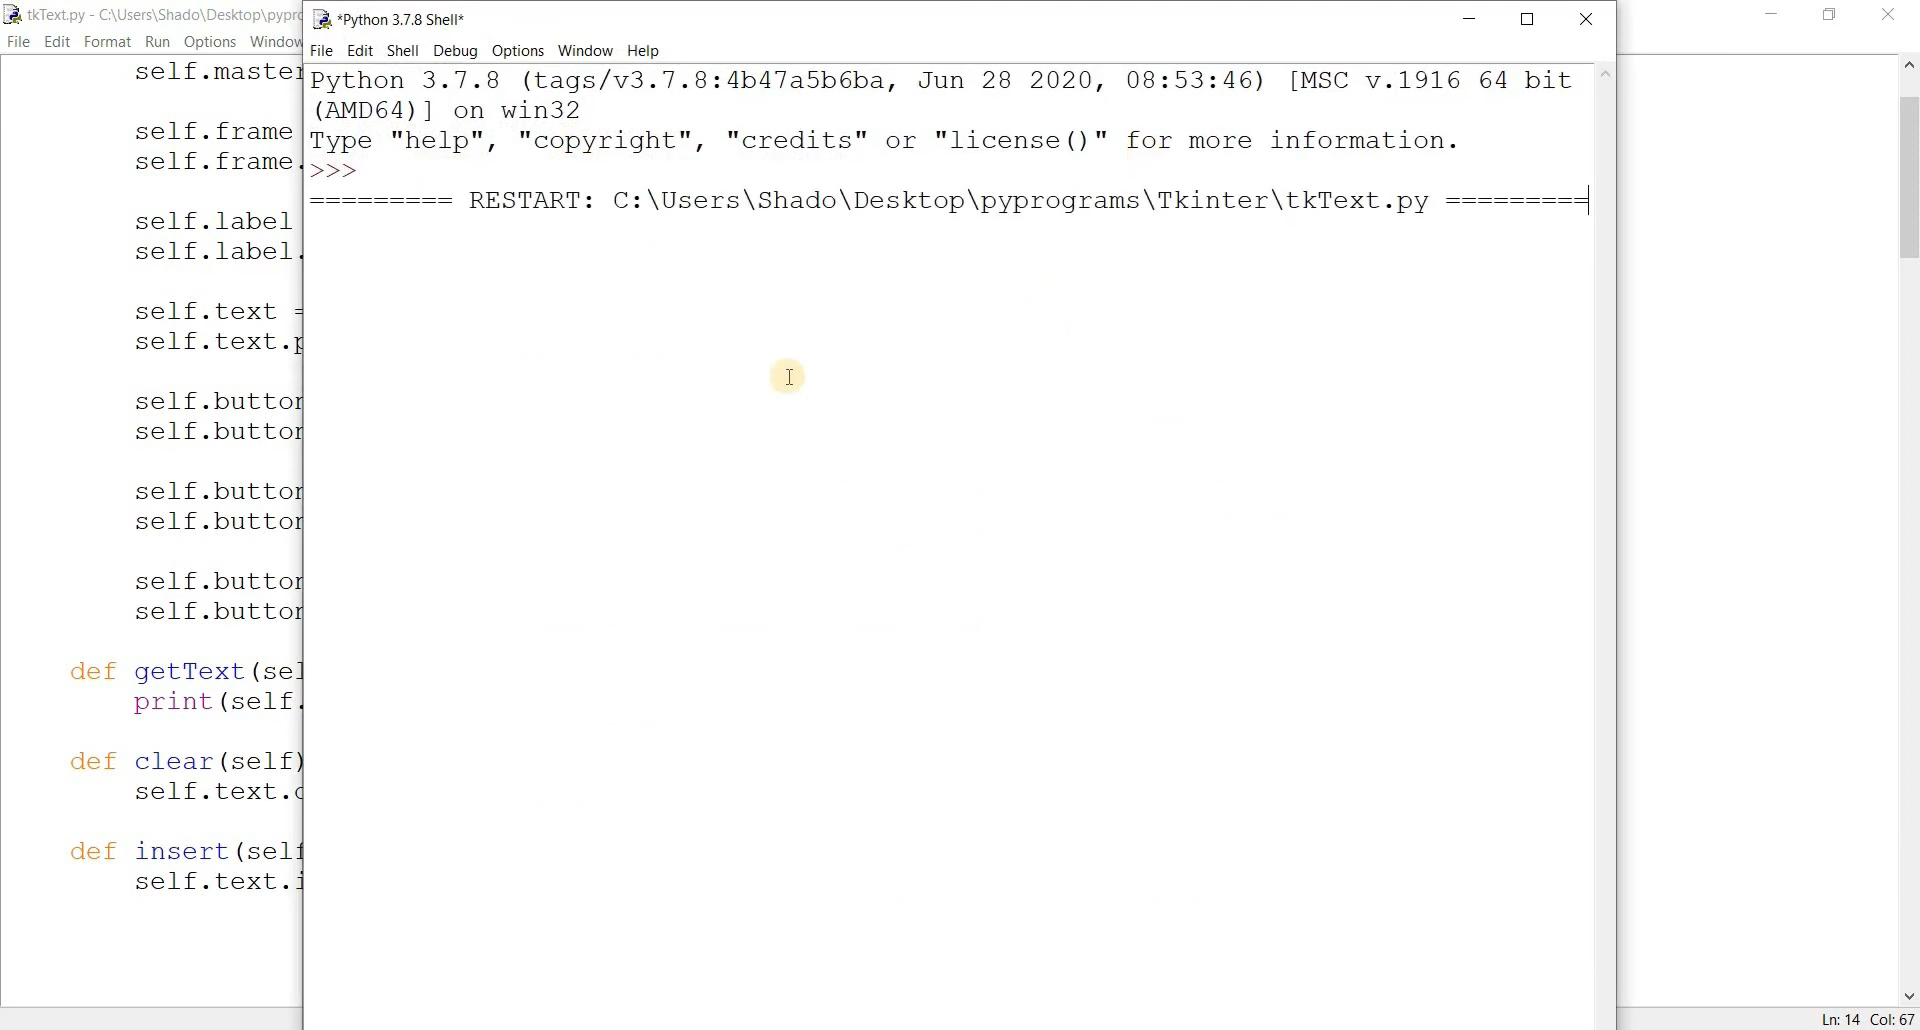 tkText.py - C:\Users\Shado\Desktop\pypro
File Edit Format Run Options Window
self.master
self.frame
self.frame.
self.label
self.label.
self.text =
self.text.p
self.button
self.button
self.button
self.button
self.button
self.button
def getText(sel
print(self.
def clear(self)
self.text.d
def insert(self
self.text.i
*Python 3.7.8 Shell*
File Edit Shell Debug Options Window Help
Python 3.7.8 (tags/v3.7.8:4b47a5b6ba, Jun 28 2020, 08:53:46) [MSC v.1916 64 bit
(AMD64)] on win32
Type "help", "copyright", "credits" or "license()" for more information.
>>>
========= RESTART: C:\Users\Shado\Desktop\pyprograms\Tkinter\tkText.py =========
Ln: 14 Col: 67